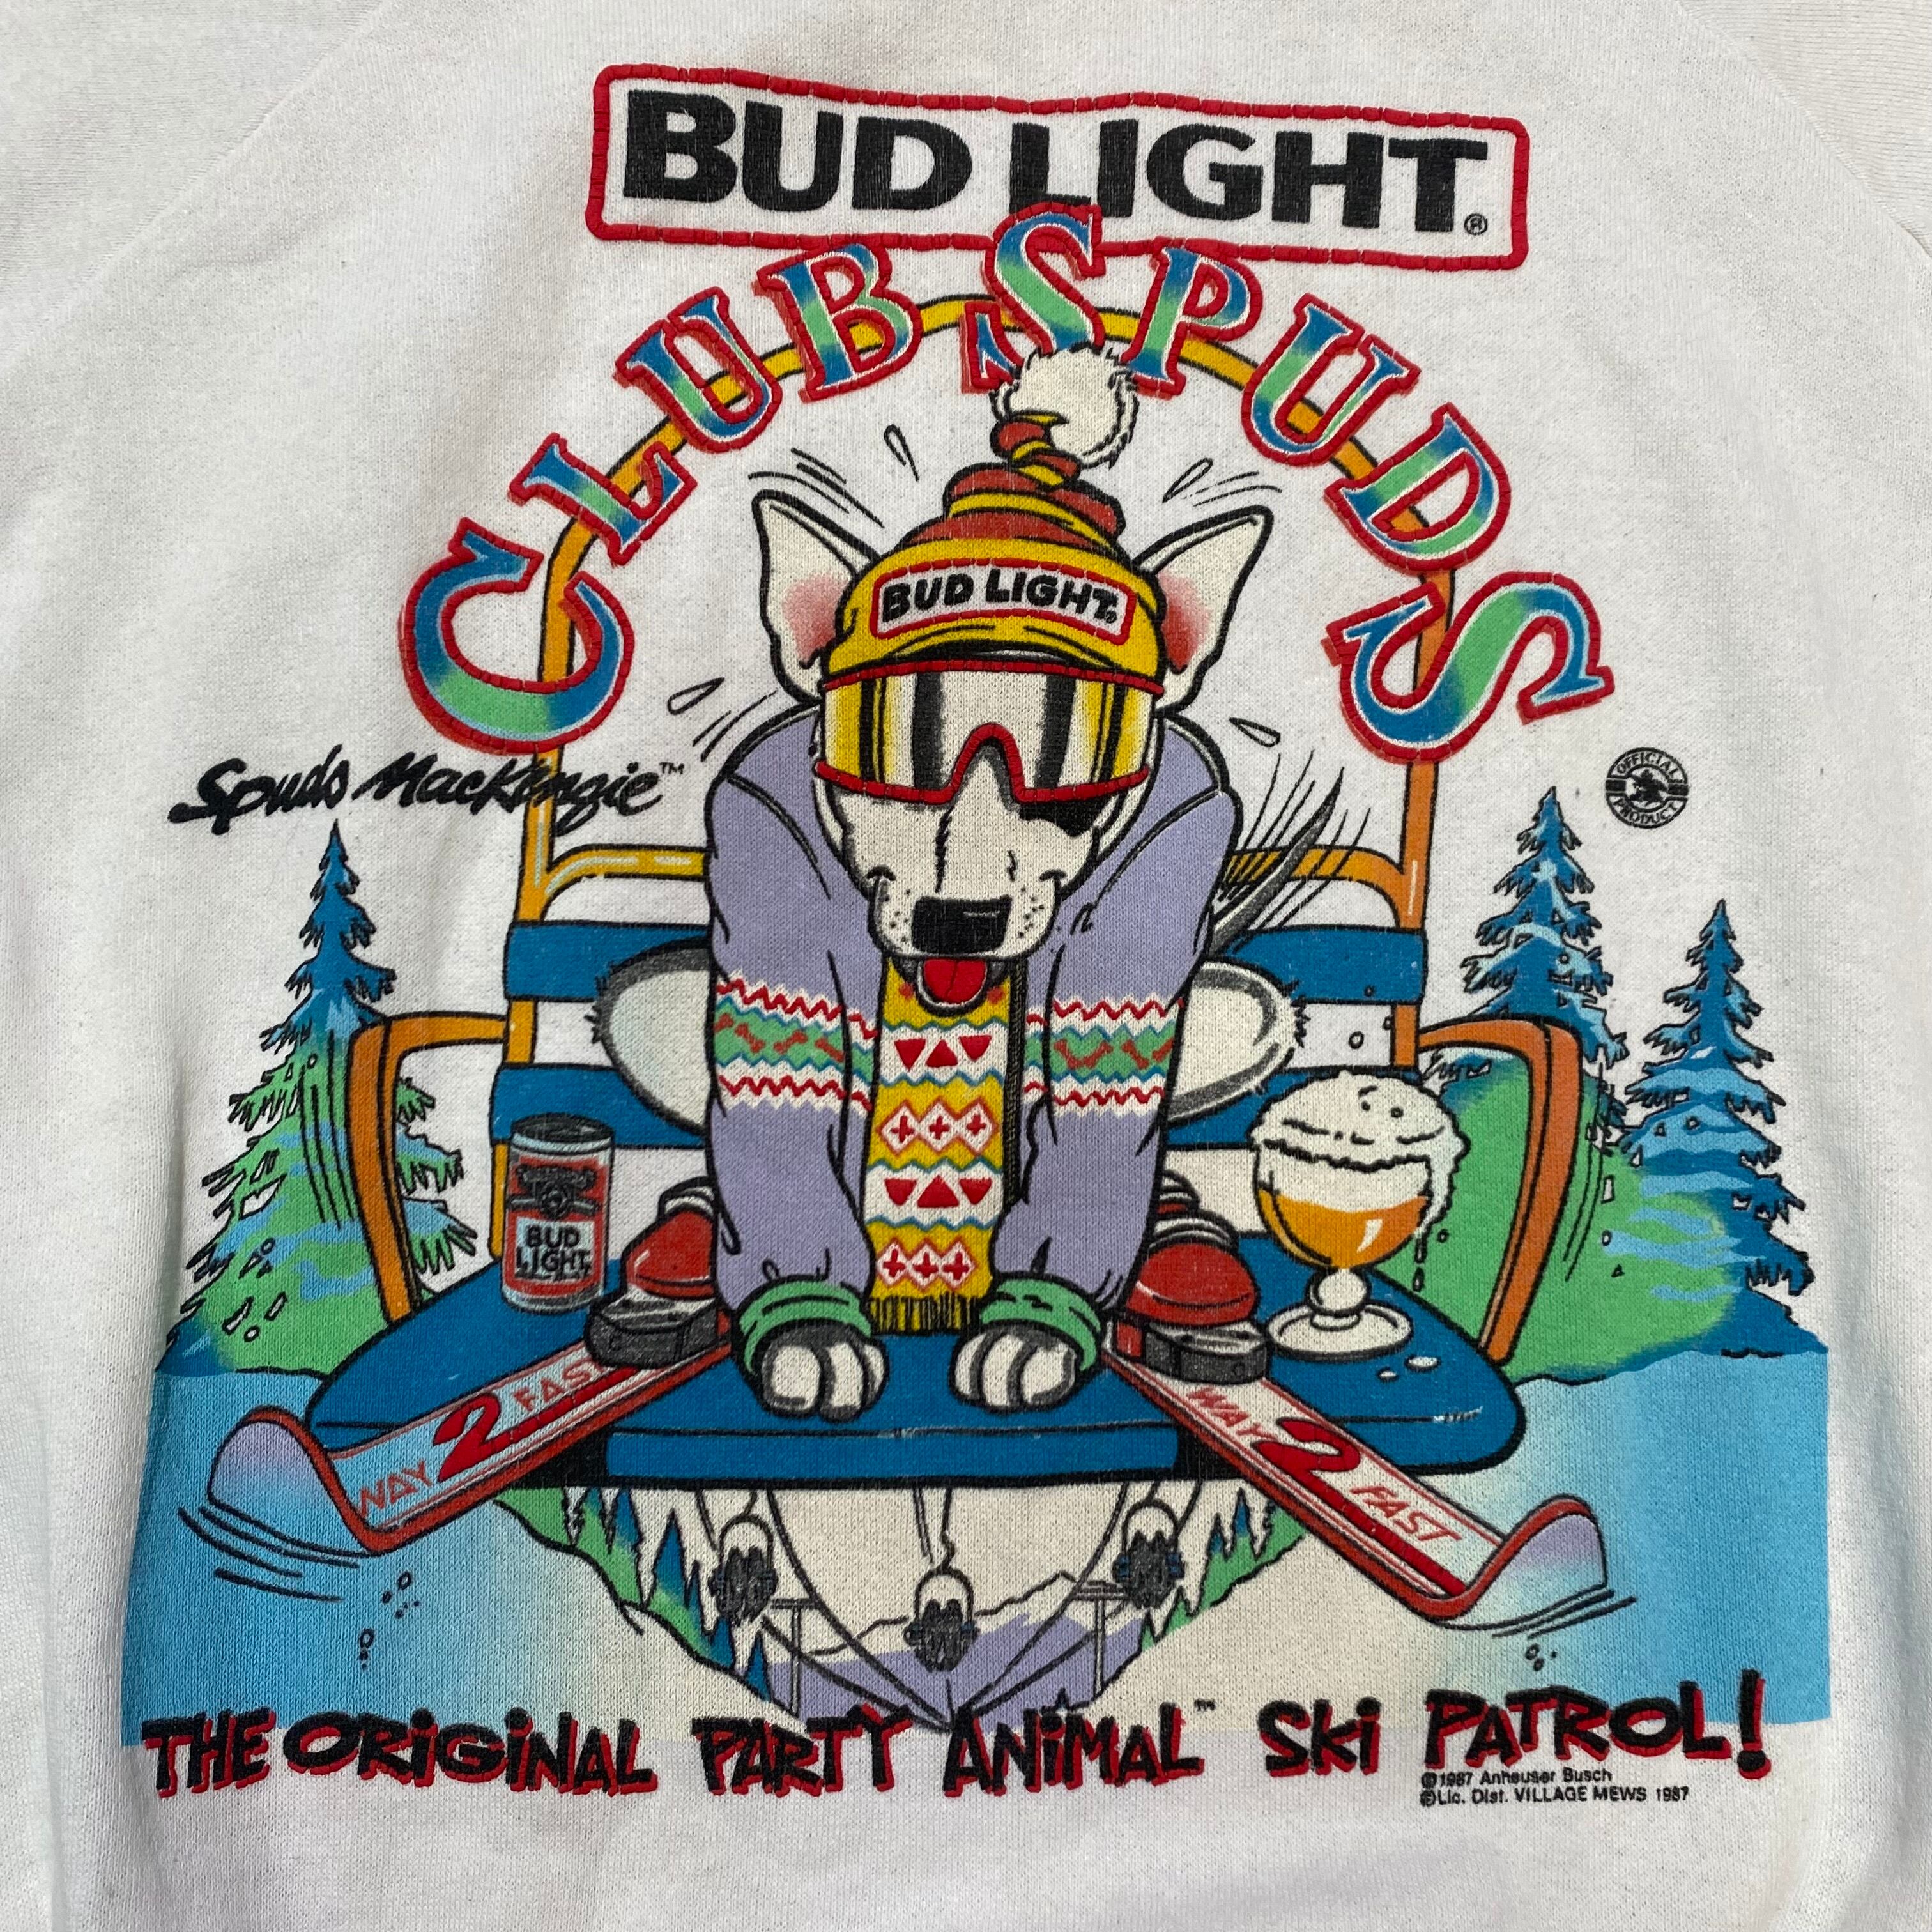 BUD LIGHT®
CLUB SPUDS
BUD LIGHT®
Spuds MacKenzie™
OFFICIAL
PRODUCT
BUD
LIGHT
WAY 2 FAST
WAY 2 FAST
THE ORiGiNAL PARTY ANiMAL™ SKi PATROL!
©1987 Anheuser Busch
©Lic. Dist. VILLAGE MEWS 1987